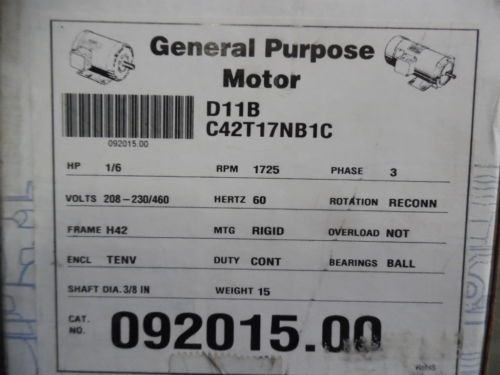 General Purpose
Motor
D11B
C42T17NB1C
092015.00
HP 1/6 RPM 1725 PHASE 3
VOLTS 208-230/460 HERTZ 60 ROTATION RECONN
FRAME H42 MTG RIGID OVERLOAD NOT
ENCL TENV DUTY CONT BEARINGS BALL
SHAFT DIA. 3/8 IN WEIGHT 15
CAT. NO. 092015.00